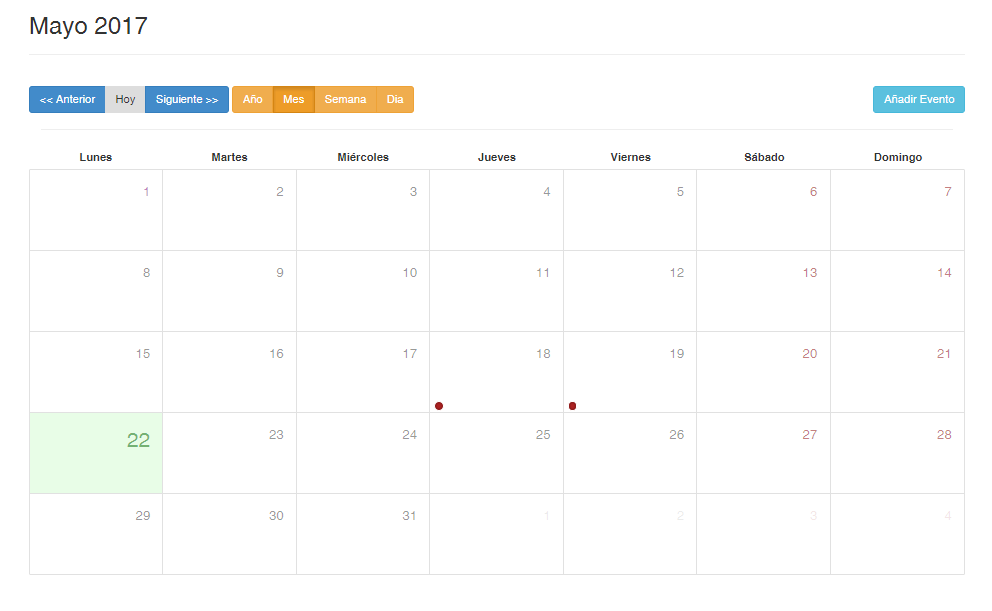 Mayo 2017
<< Anterior Hoy Siguiente >> Año Mes Semana Dia Añadir Evento
Lunes Martes Miércoles Jueves Viernes Sábado Domingo
1 2 3 4 5 6 7
8 9 10 11 12 13 14
15 16 17 18 19 20 21
22 23 24 25 26 27 28
29 30 31 1 2 3 4